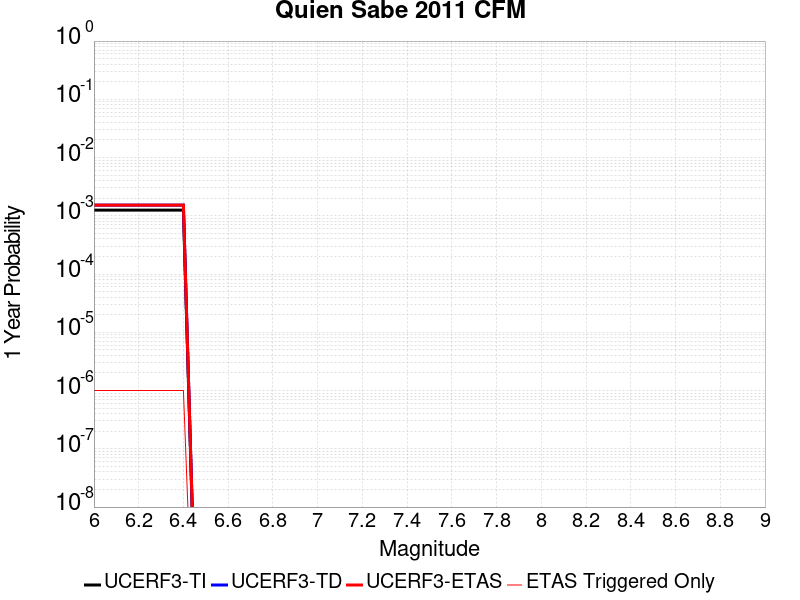 Quien Sabe 2011 CFM
1 Year Probability
10^0
10^-1
10^-2
10^-3
10^-4
10^-5
10^-6
10^-7
10^-8
6 6.2 6.4 6.6 6.8 7 7.2 7.4 7.6 7.8 8 8.2 8.4 8.6 8.8 9
Magnitude
UCERF3-TI UCERF3-TD UCERF3-ETAS ETAS Triggered Only